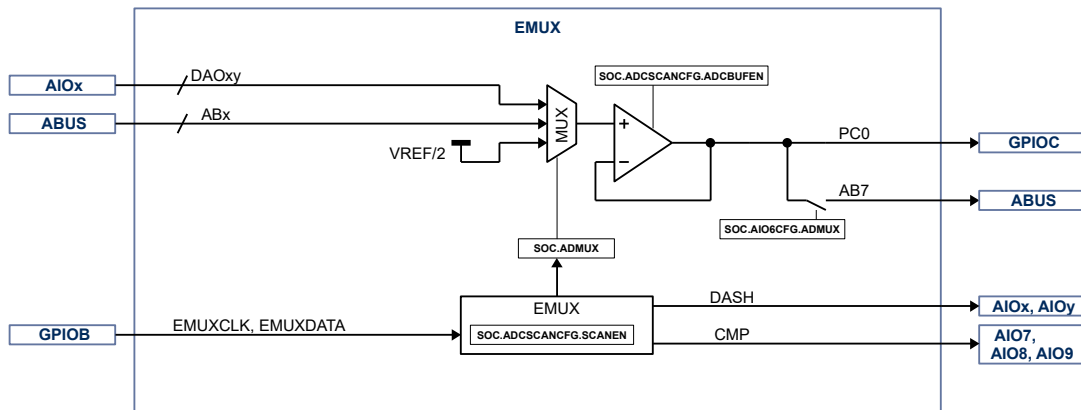 EMUX
AIOx
DAOxy
SOC.ADCSCANCFG.ADCBUFEN
ABUS
ABx
MUX
+
PC0
GPIOC
VREF/2
−
AB7
ABUS
SOC.AIO6CFG.ADMUX
SOC.ADMUX
EMUX
DASH
AIOx, AIOy
GPIOB
EMUXCLK, EMUXDATA
SOC.ADCSCANCFG.SCANEN
CMP
AIO7,
AIO8, AIO9